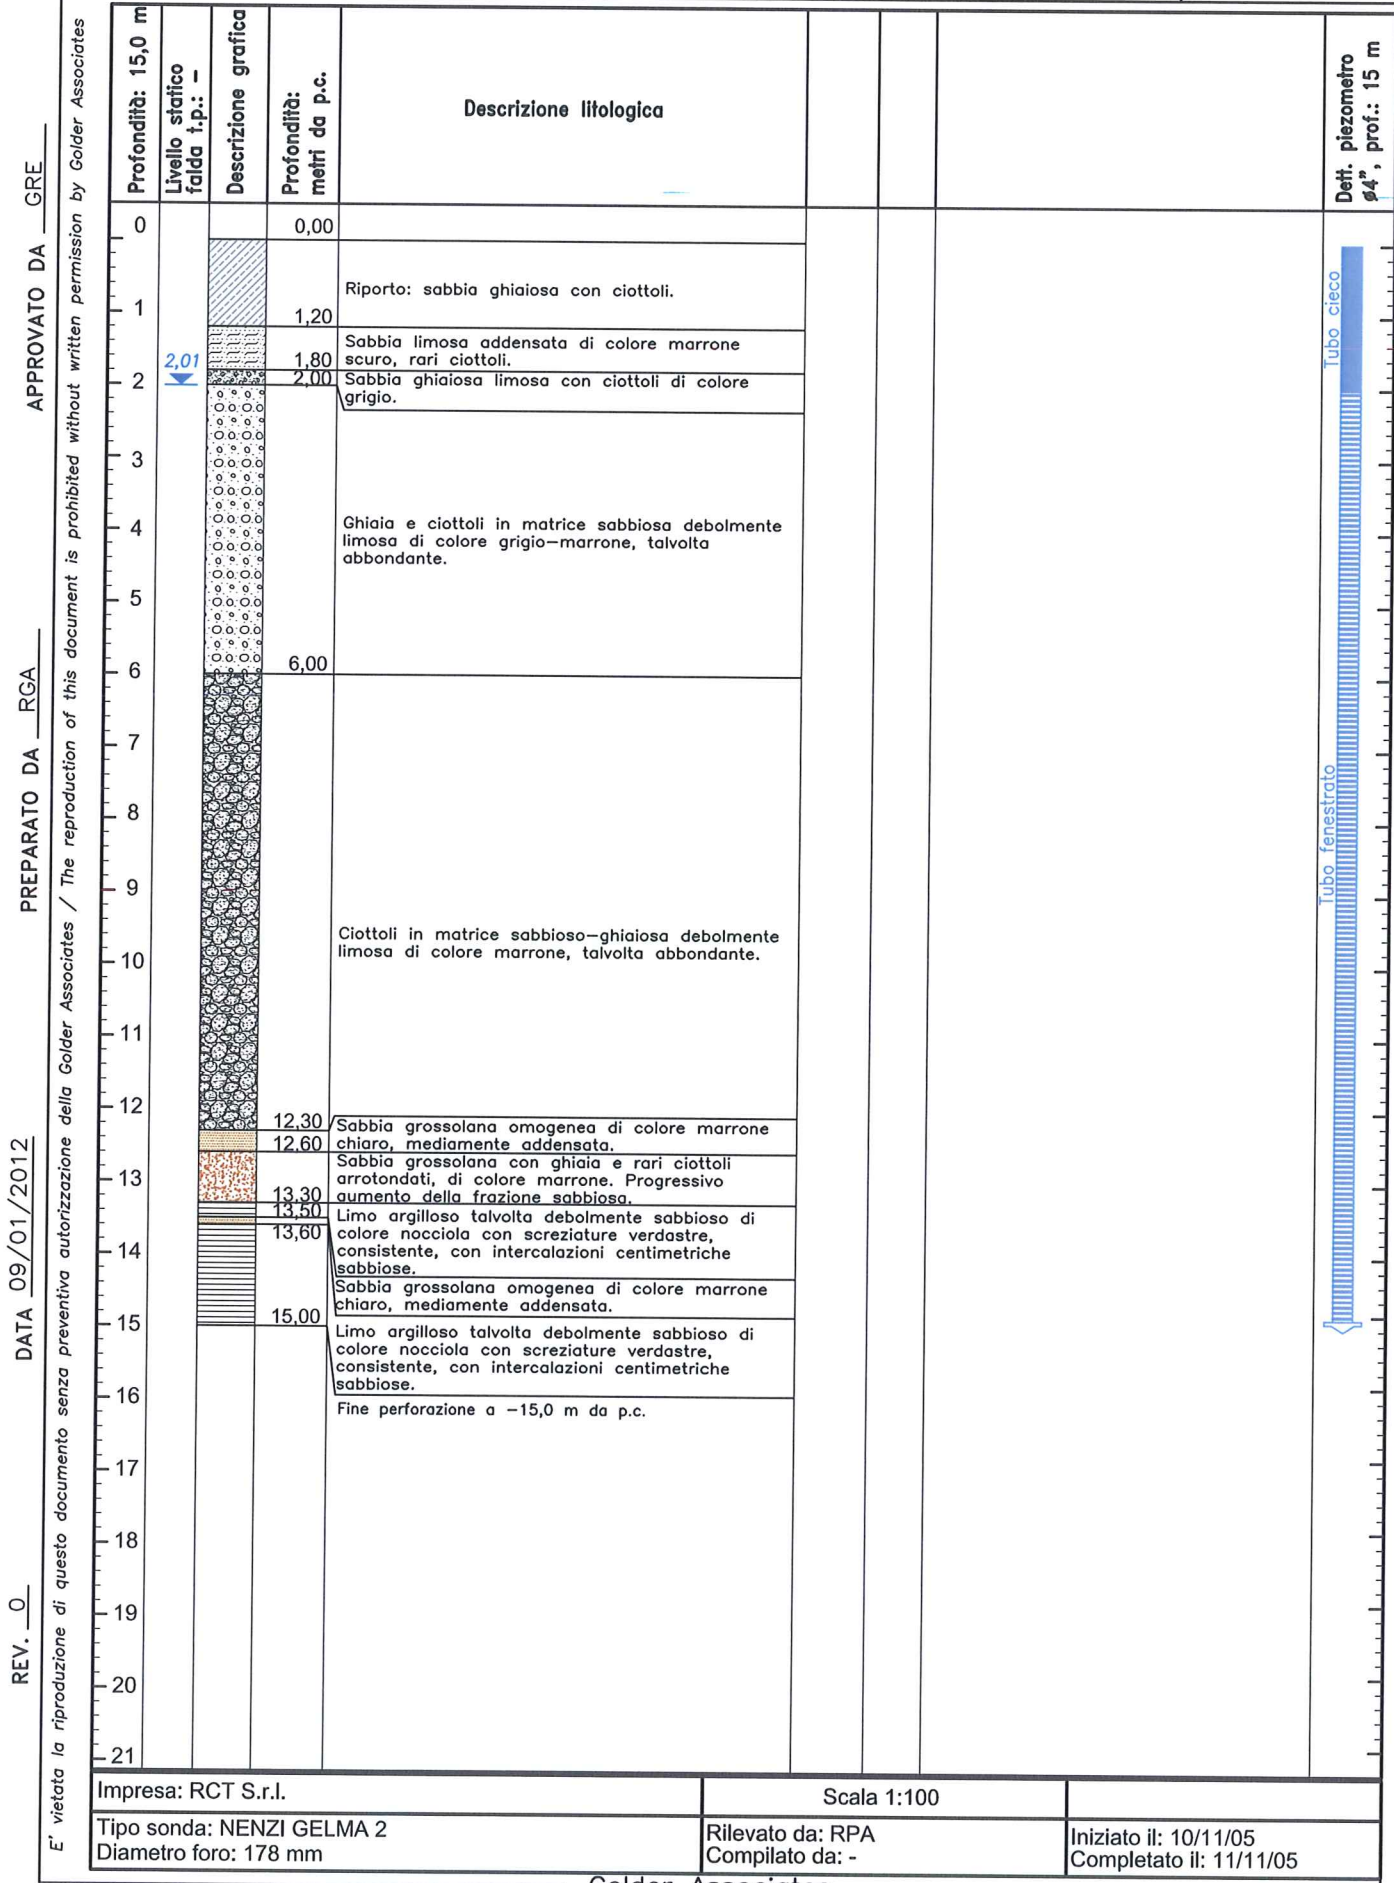 Profondità: 15,0 m
Livello statico
falda t.p.: –
Descrizione grafica
Profondità:
metri da p.c.
Descrizione litologica
Dett. piezometro
ø4", prof.: 15 m
0
1
2
3
4
5
6
7
8
9
10
11
12
13
14
15
16
17
18
19
20
21
2,01
0,00
Riporto: sabbia ghiaiosa con ciottoli.
1,20
Sabbia limosa addensata di colore marrone
scuro, rari ciottoli.
1,80
2,00
Sabbia ghiaiosa limosa con ciottoli di colore
grigio.
Ghiaia e ciottoli in matrice sabbiosa debolmente
limosa di colore grigio–marrone, talvolta
abbondante.
6,00
Ciottoli in matrice sabbioso–ghiaiosa debolmente
limosa di colore marrone, talvolta abbondante.
12,30
Sabbia grossolana omogenea di colore marrone
chiaro, mediamente addensata.
12,60
Sabbia grossolana con ghiaia e rari ciottoli
arrotondati, di colore marrone. Progressivo
aumento della frazione sabbiosa.
13,30
13,50
13,60
Limo argilloso talvolta debolmente sabbioso di
colore nocciola con screziature verdastre,
consistente, con intercalazioni centimetriche
sabbiose.
Sabbia grossolana omogenea di colore marrone
chiaro, mediamente addensata.
15,00
Limo argilloso talvolta debolmente sabbioso di
colore nocciola con screziature verdastre,
consistente, con intercalazioni centimetriche
sabbiose.
Fine perforazione a –15,0 m da p.c.
Tubo cieco
Tubo fenestrato
Impresa: RCT S.r.l.
Scala 1:100
Tipo sonda: NENZI GELMA 2
Diametro foro: 178 mm
Rilevato da: RPA
Compilato da: -
Iniziato il: 10/11/05
Completato il: 11/11/05
REV. 0 DATA 09/01/2012 PREPARATO DA RGA APPROVATO DA GRE
E' vietata la riproduzione di questo documento senza preventiva autorizzazione della Golder Associates / The reproduction of this document is prohibited without written permission by Golder Associates
Golder Associates